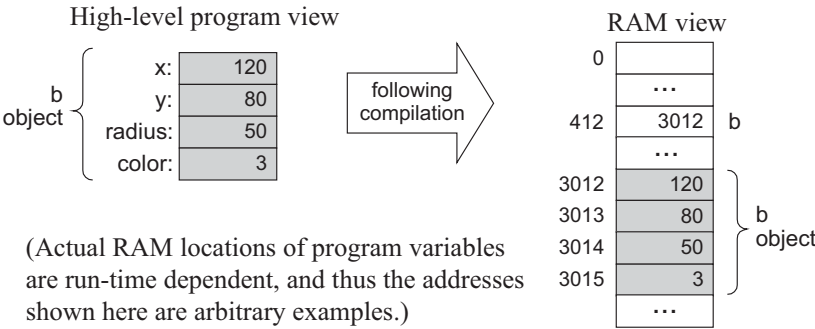 High-level program view
b
object
x: 120
y: 80
radius: 50
color: 3
following
compilation
RAM view
0
...
412 3012 b
...
3012 120
3013 80
3014 50
3015 3
b
object
...
(Actual RAM locations of program variables
are run-time dependent, and thus the addresses
shown here are arbitrary examples.)